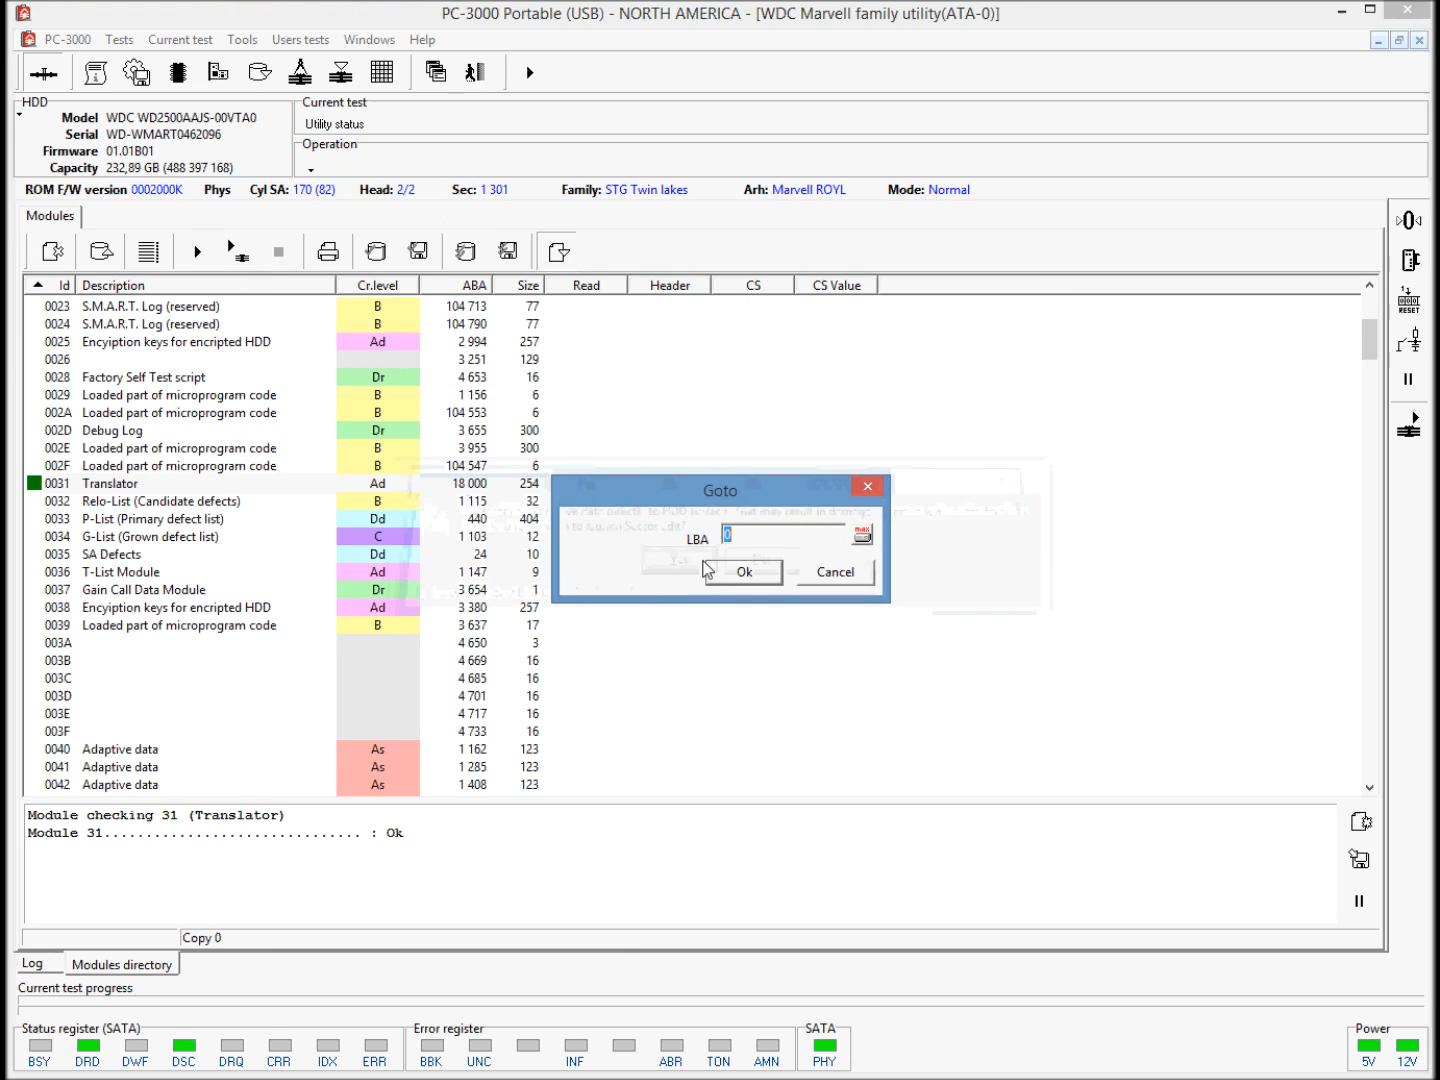 PC-3000 Portable (USB) - NORTH AMERICA - [WDC Marvell family utility(ATA-0)]
PC-3000 Tests Current test Tools Users tests Windows Help
HDD
Model WDC WD2500AAJS-00VTA0
Serial WD-WMART0462096
Firmware 01.01B01
Capacity 232,89 GB (488 397 168)
Current test
Utility status
Operation
ROM F/W version 0002000K Phys Cyl SA: 170 (82) Head: 2/2 Sec: 1 301 Family: STG Twin lakes Arh: Marvell ROYL Mode: Normal
Modules
Id Description Cr.level ABA Size Read Header CS CS Value
0023 S.M.A.R.T. Log (reserved) B 104 713 77
0024 S.M.A.R.T. Log (reserved) B 104 790 77
0025 Encyiption keys for encripted HDD Ad 2 994 257
0026 3 251 129
0028 Factory Self Test script Dr 4 653 16
0029 Loaded part of microprogram code B 1 156 6
002A Loaded part of microprogram code B 104 553 6
002D Debug Log Dr 3 655 300
002E Loaded part of microprogram code B 3 955 300
002F Loaded part of microprogram code B 104 547 6
0031 Translator Ad 18 000 254
0032 Relo-List (Candidate defects) B 1 115 32
0033 P-List (Primary defect list) Dd 440 404
0034 G-List (Grown defect list) C 1 103 12
0035 SA Defects Dd 24 10
0036 T-List Module Ad 1 147 9
0037 Gain Call Data Module Dr 3 654 1
0038 Encyiption keys for encripted HDD Ad 3 380 257
0039 Loaded part of microprogram code B 3 637 17
003A 4 650 3
003B 4 669 16
003C 4 685 16
003D 4 701 16
003E 4 717 16
003F 4 733 16
0040 Adaptive data As 1 162 123
0041 Adaptive data As 1 285 123
0042 Adaptive data As 1 408 123
Goto
LBA 0
max
Ok Cancel
RESET
Module checking 31 (Translator)
Module 31.............................. : Ok
Copy 0
Log Modules directory
Current test progress
Status register (SATA) Error register SATA Power
BSY DRD DWF DSC DRQ CRR IDX ERR BBK UNC INF ABR TON AMN PHY 5V 12V